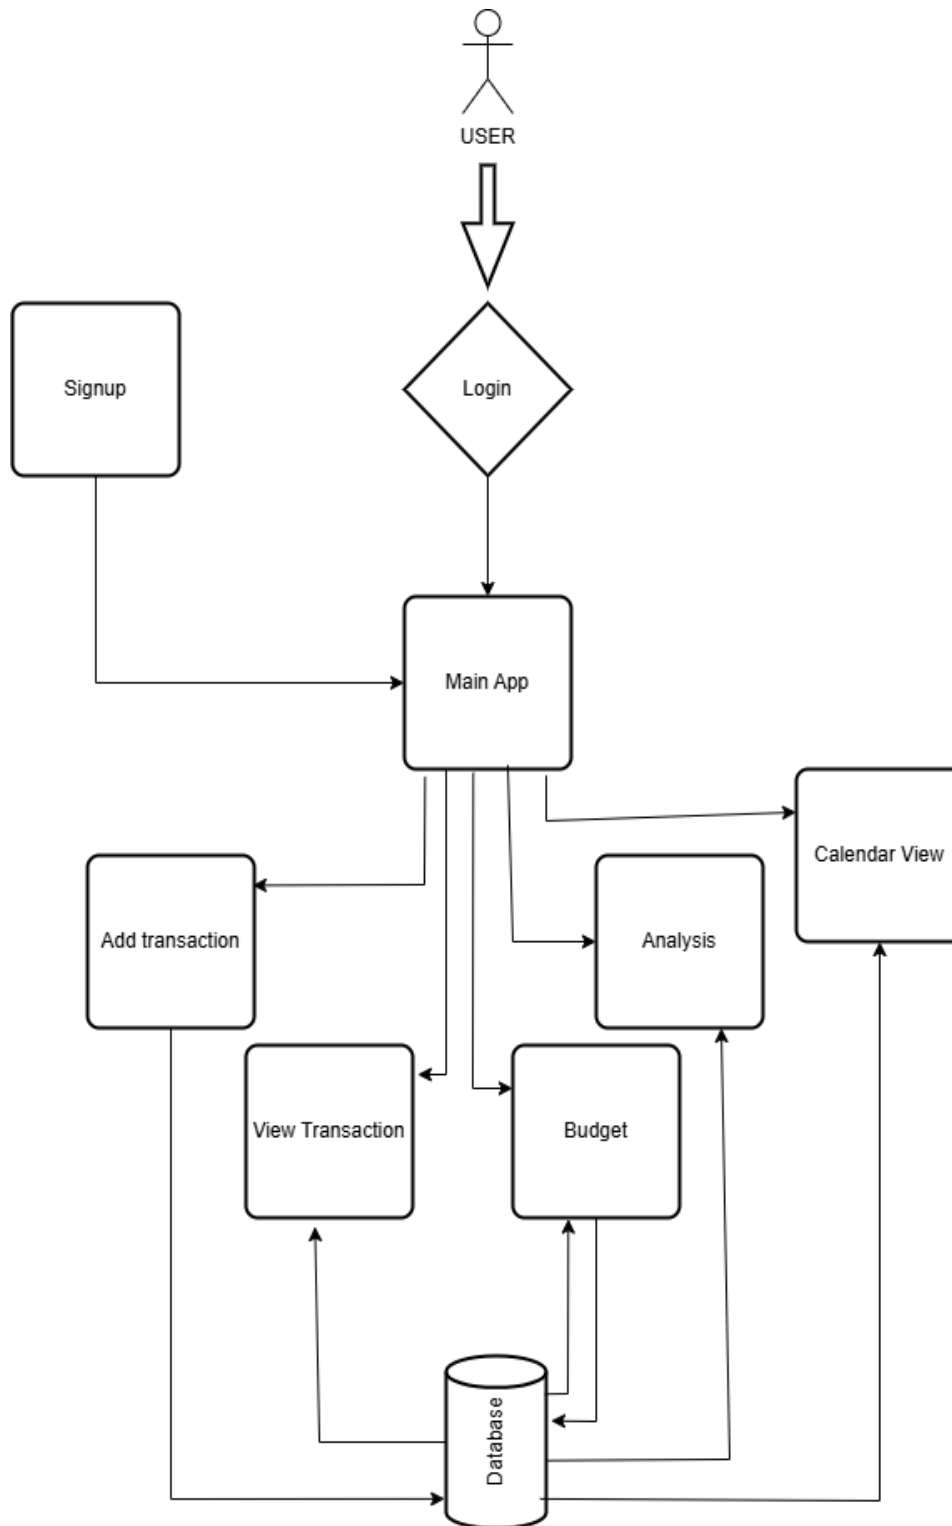 USER
Signup
Login
Main App
Calendar View
Add transaction
Analysis
View Transaction
Budget
Database